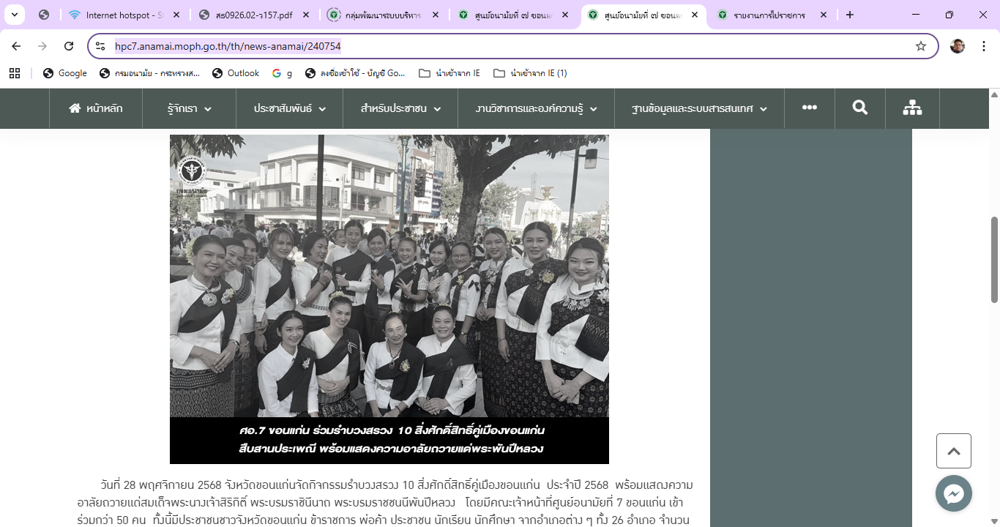 Internet hotspot - S
สธ0926.02-ว157.pdf
กลุ่มพัฒนาระบบบริหาร
ศูนย์อนามัยที่ ๗ ขอนแ
ศูนย์อนามัยที่ ๗ ขอนแ
รายงานการไปราชการ
hpc7.anamai.moph.go.th/th/news-anamai/240754
Google
กรมอนามัย - กระทรวงส...
Outlook
g
ลงชื่อเข้าใช้ - บัญชี Go...
นำเข้าจาก IE
นำเข้าจาก IE (1)
หน้าหลัก
รู้จักเรา
ประชาสัมพันธ์
สำหรับประชาชน
งานวิชาการและองค์ความรู้
ฐานข้อมูลและระบบสารสนเทศ
กรมอนามัย
ศอ.7 ขอนแก่น ร่วมรำบวงสรวง 10 สิ่งศักดิ์สิทธิ์คู่เมืองขอนแก่น
สืบสานประเพณี พร้อมแสดงความอาลัยถวายแด่พระพันปีหลวง
วันที่ 28 พฤศจิกายน 2568 จังหวัดขอนแก่นจัดกิจกรรมรำบวงสรวง 10 สิ่งศักดิ์สิทธิ์คู่เมืองขอนแก่น ประจำปี 2568 พร้อมแสดงความ
อาลัยถวายแด่สมเด็จพระนางเจ้าสิริกิติ์ พระบรมราชินีนาถ พระบรมราชชนนีพันปีหลวง โดยมีคณะเจ้าหน้าที่ศูนย์อนามัยที่ 7 ขอนแก่น เข้า
ร่วมกว่า 50 คน ทั้งนี้มีประชาชนชาวจังหวัดขอนแก่น ข้าราชการ พ่อค้า ประชาชน นักเรียน นักศึกษา จากอำเภอต่าง ๆ ทั้ง 26 อำเภอ จำนวน